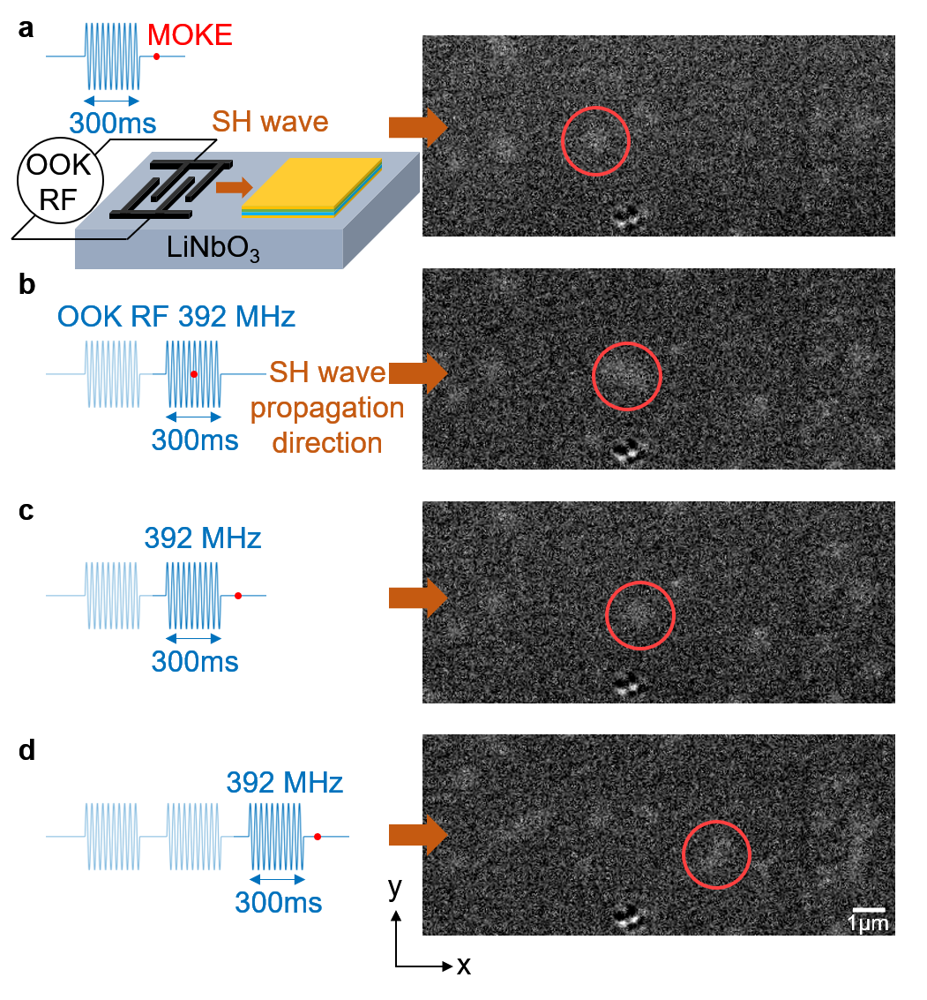 a
MOKE
300ms
SH wave
OOK
RF
LiNbO3
b
OOK RF 392 MHz
SH wave
propagation
direction
300ms
c
392 MHz
300ms
d
392 MHz
300ms
y
x
1μm